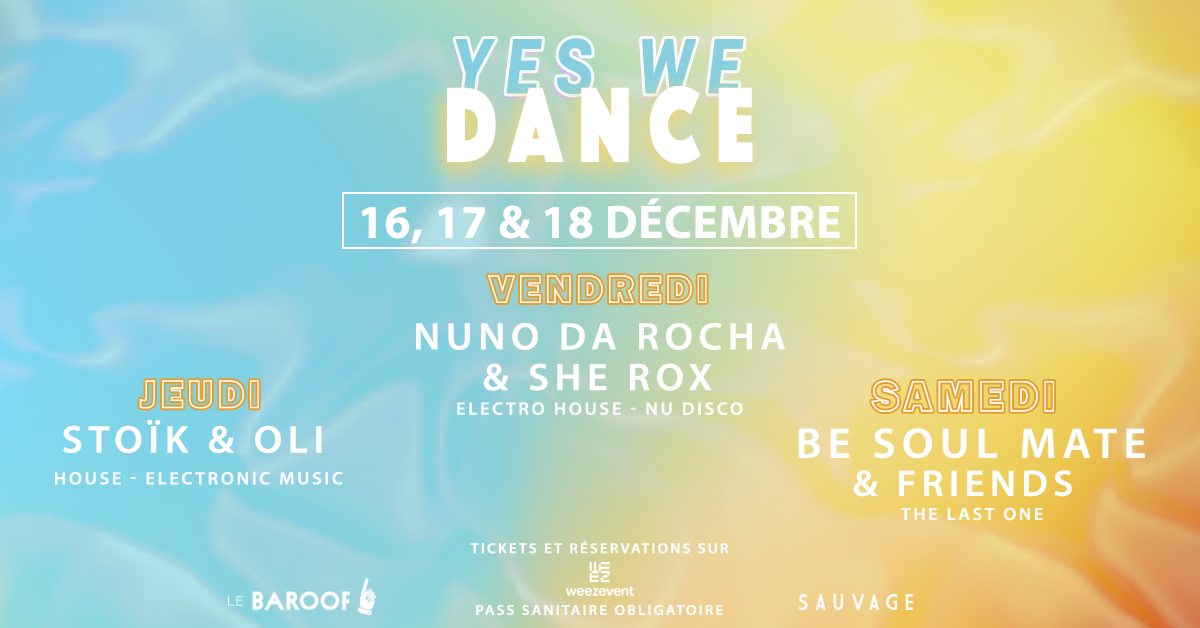 YES WE
DANCE
16, 17 & 18 DÉCEMBRE
JEUDI
STOÏK & OLI
HOUSE - ELECTRONIC MUSIC
VENDREDI
NUNO DA ROCHA
& SHE ROX
ELECTRO HOUSE - NU DISCO
SAMEDI
BE SOUL MATE
& FRIENDS
THE LAST ONE
TICKETS ET RÉSERVATIONS SUR
WEEZ
weezevent
PASS SANITAIRE OBLIGATOIRE
LE BAROOF
SAUVAGE